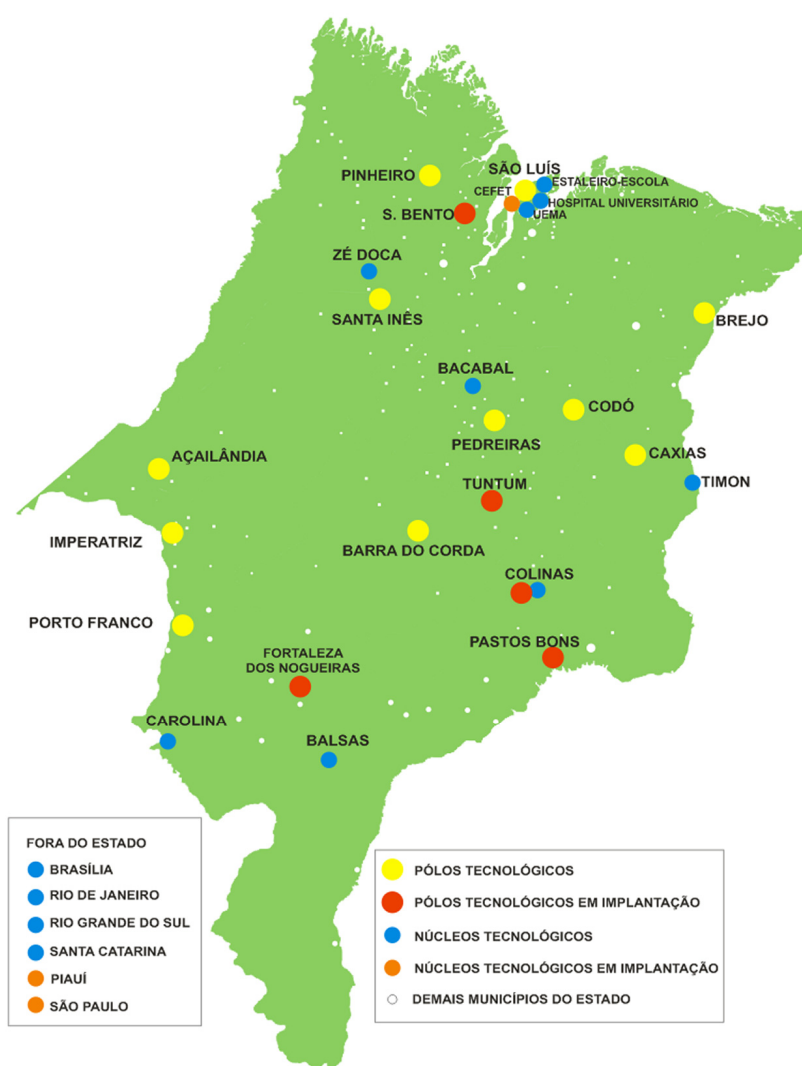 SÃO LUÍS
PINHEIRO
ESTALEIRO-ESCOLA
CEFET
HOSPITAL UNIVERSITÁRIO
S. BENTO
UEMA
ZÉ DOCA
SANTA INÊS
BREJO
BACABAL
CODÓ
PEDREIRAS
AÇAILÂNDIA
CAXIAS
TUNTUM
TIMON
IMPERATRIZ
BARRA DO CORDA
COLINAS
PORTO FRANCO
PASTOS BONS
FORTALEZA
DOS NOGUEIRAS
CAROLINA
BALSAS
FORA DO ESTADO
BRASÍLIA
RIO DE JANEIRO
RIO GRANDE DO SUL
SANTA CATARINA
PIAUÍ
SÃO PAULO
PÓLOS TECNOLÓGICOS
PÓLOS TECNOLÓGICOS EM IMPLANTAÇÃO
NÚCLEOS TECNOLÓGICOS
NÚCLEOS TECNOLÓGICOS EM IMPLANTAÇÃO
DEMAIS MUNICÍPIOS DO ESTADO